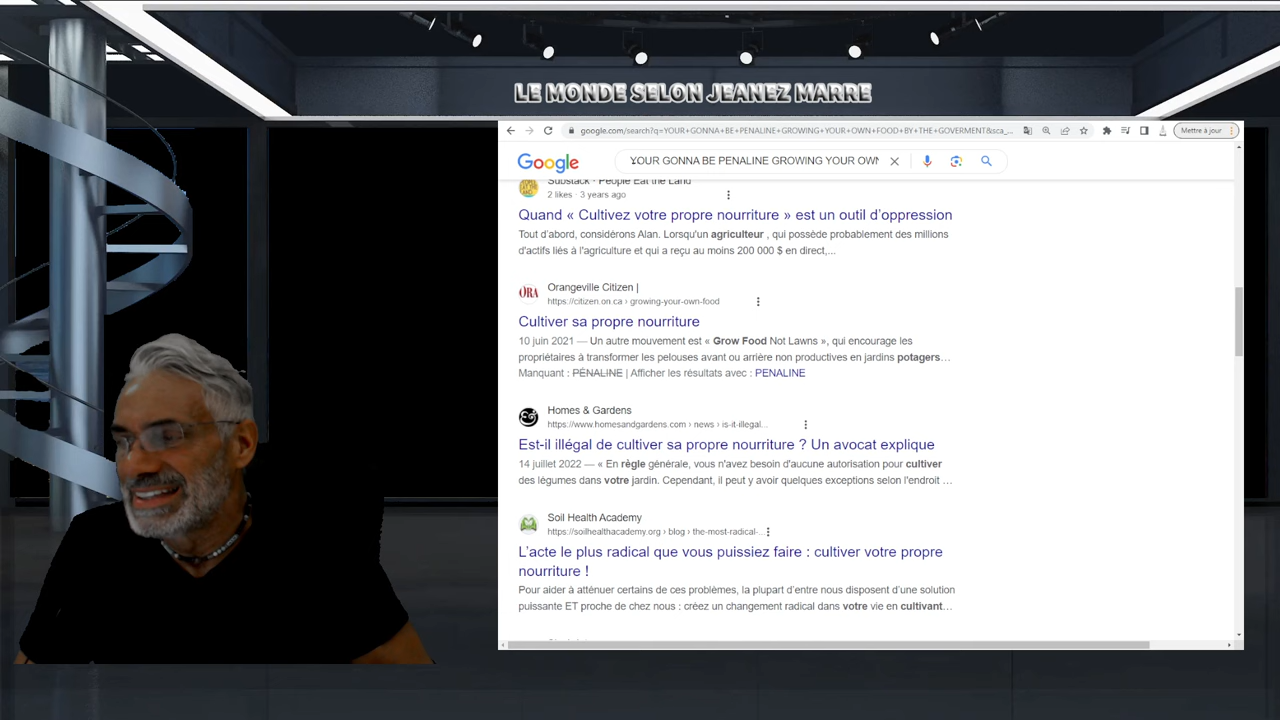 LE MONDE SELON JEANEZ MARRE
google.com/search?q=YOUR+GONNA+BE+PENALINE+GROWING+YOUR+OWN+FOOD+BY+THE+GOVERMENT&sca_...
Mettre à jour
Google
YOUR GONNA BE PENALINE GROWING YOUR OWN
Substack · People Eat the Land
2 likes · 3 years ago
Quand « Cultivez votre propre nourriture » est un outil d'oppression
Tout d'abord, considérons Alan. Lorsqu'un agriculteur , qui possède probablement des millions
d'actifs liés à l'agriculture et qui a reçu au moins 200 000 $ en direct,...
ORA
Orangeville Citizen |
https://citizen.on.ca › growing-your-own-food
Cultiver sa propre nourriture
10 juin 2021 — Un autre mouvement est « Grow Food Not Lawns », qui encourage les
propriétaires à transformer les pelouses avant ou arrière non productives en jardins potagers...
Manquant : PÉNALINE | Afficher les résultats avec : PENALINE
Homes & Gardens
https://www.homesandgardens.com › news › is-it-illegal...
Est-il illégal de cultiver sa propre nourriture ? Un avocat explique
14 juillet 2022 — « En règle générale, vous n'avez besoin d'aucune autorisation pour cultiver
des légumes dans votre jardin. Cependant, il peut y avoir quelques exceptions selon l'endroit ...
Soil Health Academy
https://soilhealthacademy.org › blog › the-most-radical-...
L'acte le plus radical que vous puissiez faire : cultiver votre propre
nourriture !
Pour aider à atténuer certains de ces problèmes, la plupart d'entre nous disposent d'une solution
puissante ET proche de chez nous : créez un changement radical dans votre vie en cultivant...